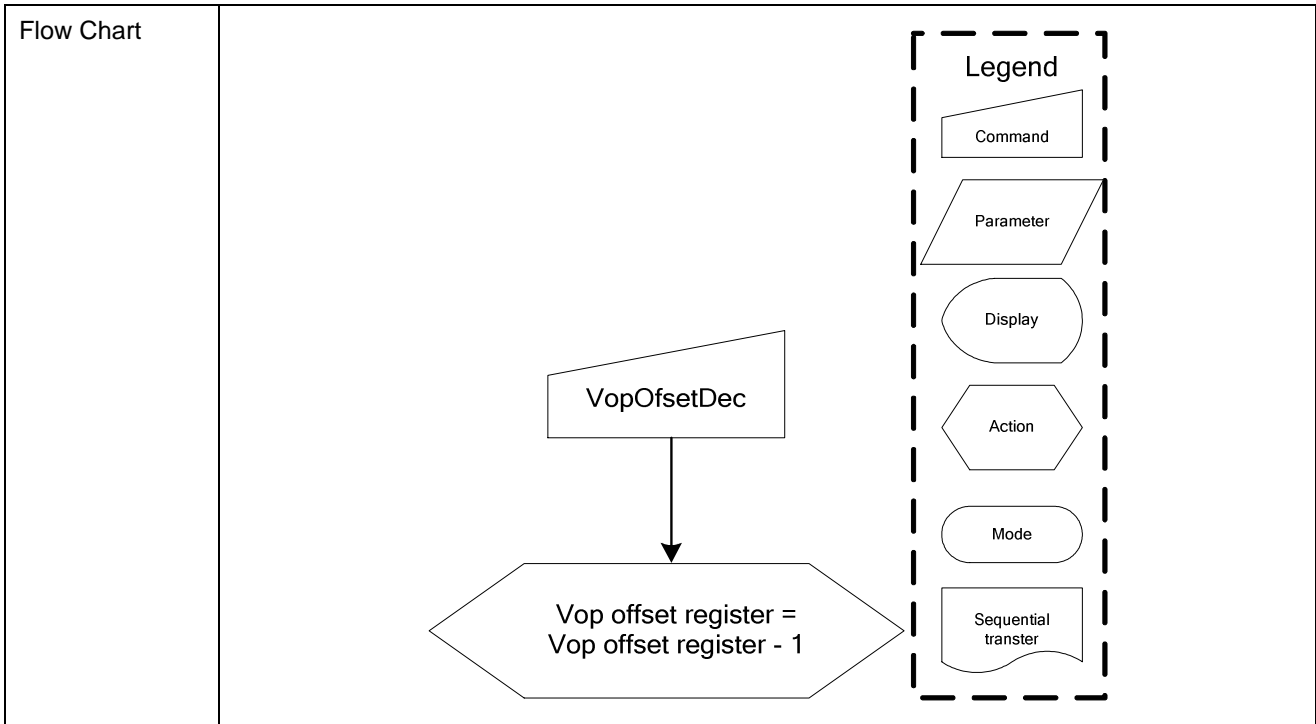 Flow Chart
VopOfsetDec
Vop offset register =
Vop offset register - 1
Legend
Command
Parameter
Display
Action
Mode
Sequential
transter